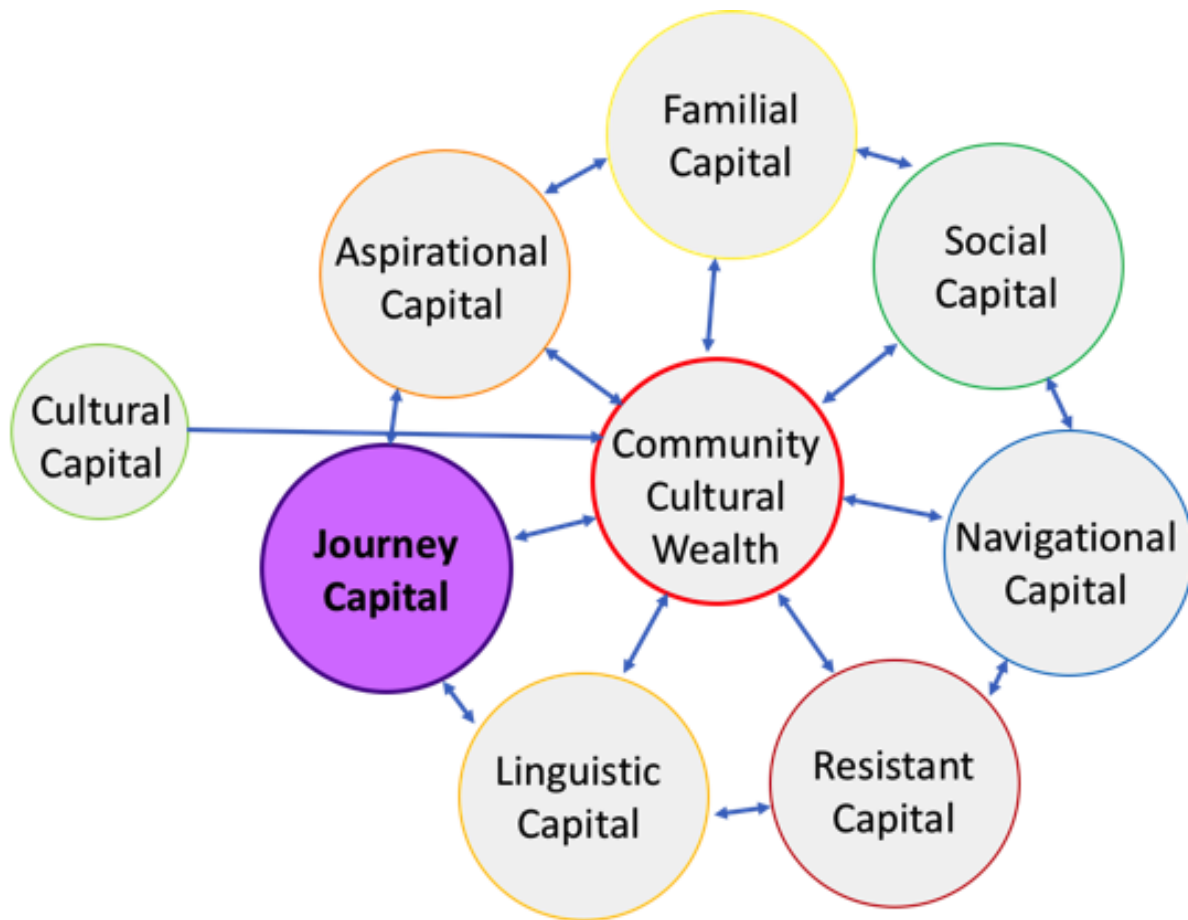 Familial
Capital
Social
Capital
Aspirational
Capital
Cultural
Capital
Community
Cultural
Wealth
Navigational
Capital
Journey
Capital
Linguistic
Capital
Resistant
Capital